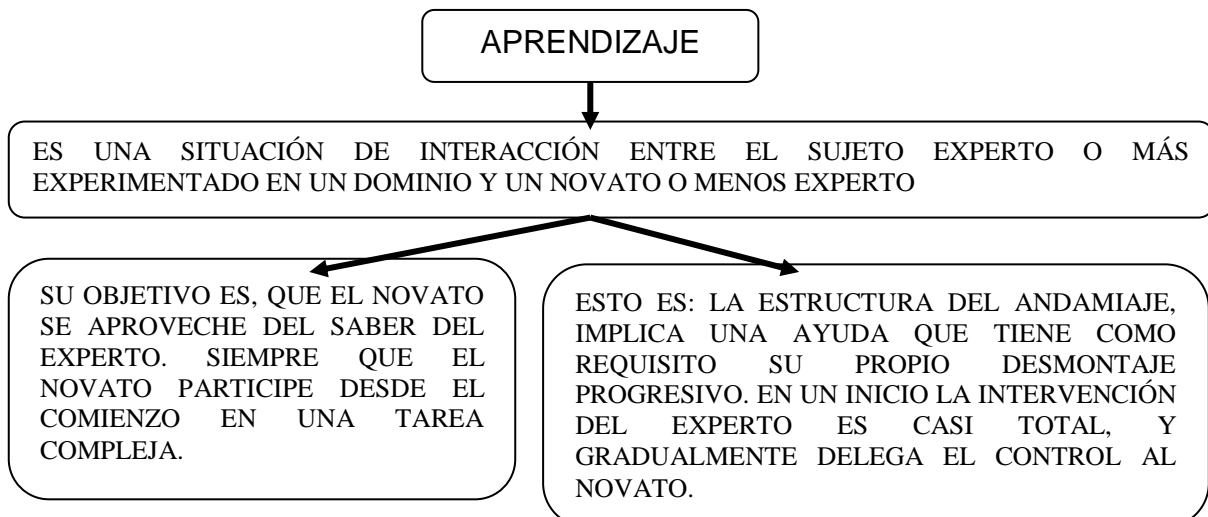 APRENDIZAJE
ES UNA SITUACIÓN DE INTERACCIÓN ENTRE EL SUJETO EXPERTO O MÁS
EXPERIMENTADO EN UN DOMINIO Y UN NOVATO O MENOS EXPERTO
SU OBJETIVO ES, QUE EL NOVATO
SE APROVECHE DEL SABER DEL
EXPERTO. SIEMPRE QUE EL
NOVATO PARTICIPE DESDE EL
COMIENZO EN UNA TAREA
COMPLEJA.
ESTO ES: LA ESTRUCTURA DEL ANDAMIAJE,
IMPLICA UNA AYUDA QUE TIENE COMO
REQUISITO SU PROPIO DESMONTAJE
PROGRESIVO. EN UN INICIO LA INTERVENCIÓN
DEL EXPERTO ES CASI TOTAL, Y
GRADUALMENTE DELEGA EL CONTROL AL
NOVATO.